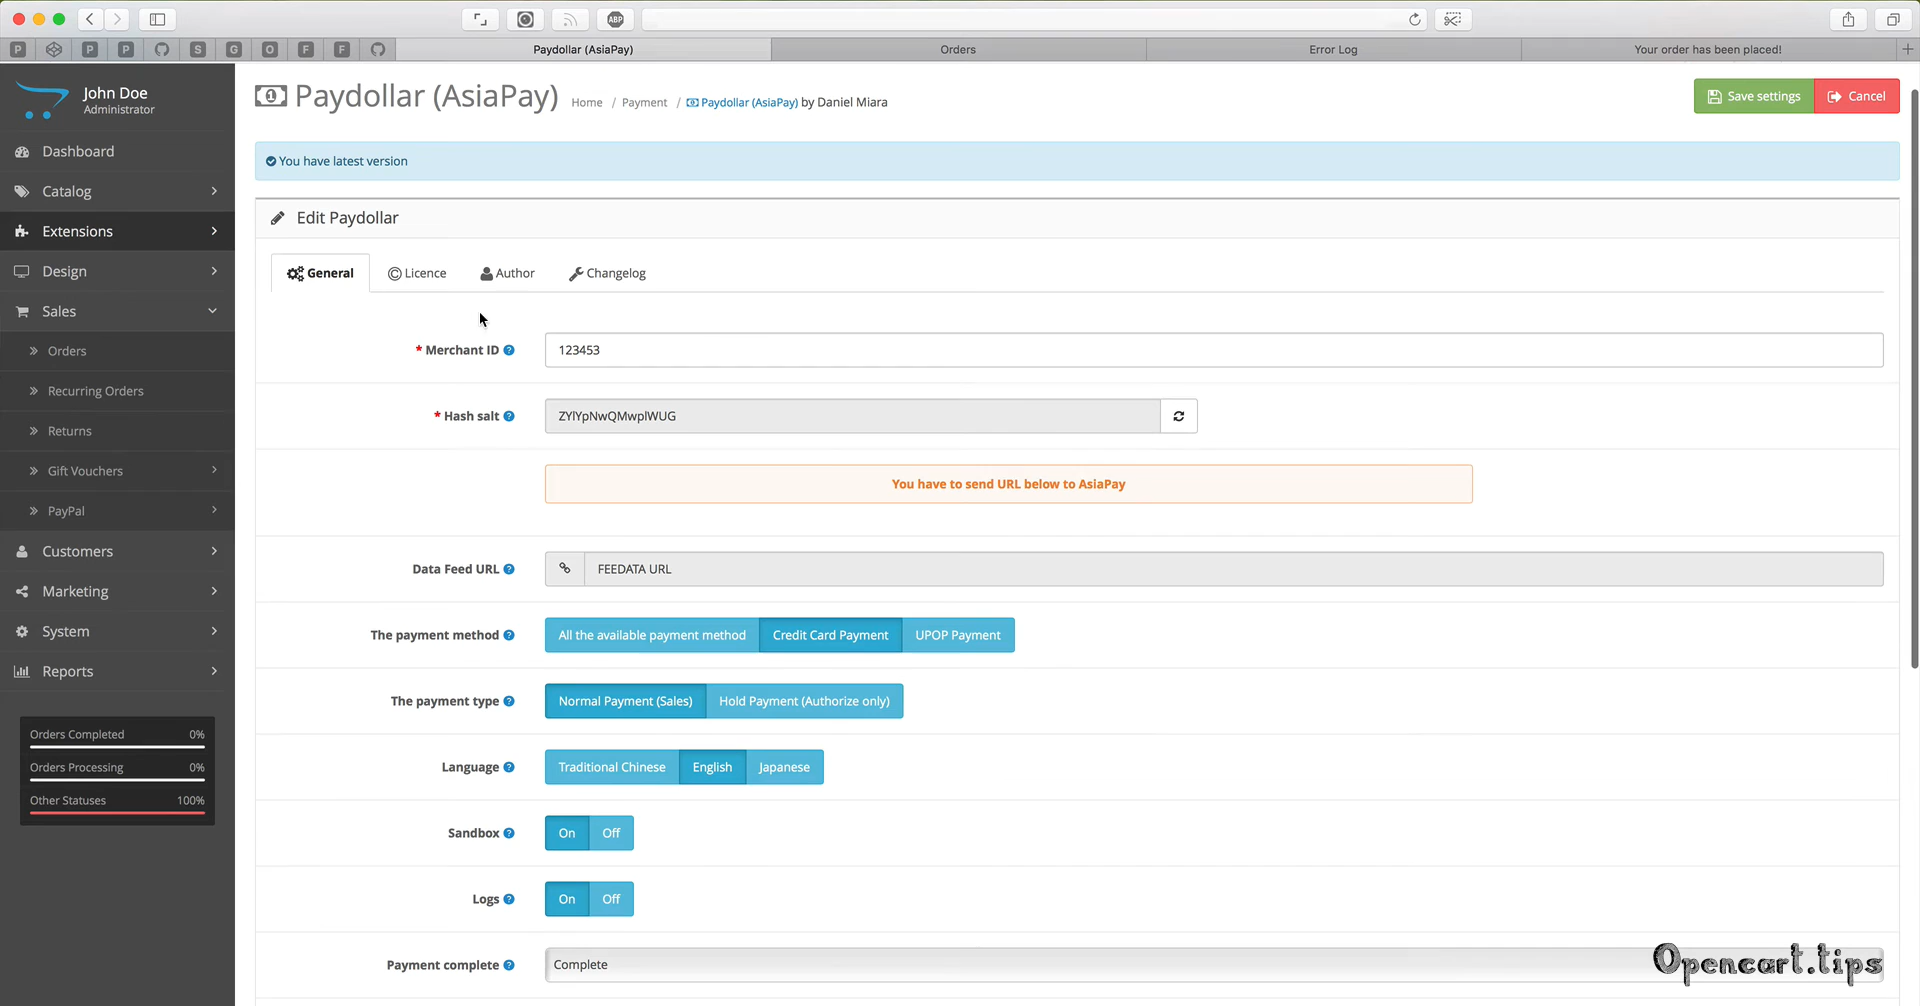 ABP
P
P
P
S
G
O
F
F
Paydollar (AsiaPay)
Orders
Error Log
Your order has been placed!
John Doe
Administrator
Dashboard
Catalog
Extensions
Design
Sales
Orders
Recurring Orders
Returns
Gift Vouchers
PayPal
Customers
Marketing
System
Reports
Orders Completed 0%
Orders Processing 0%
Other Statuses 100%
Paydollar (AsiaPay)
Home / Payment / Paydollar (AsiaPay) by Daniel Miara
Save settings
Cancel
You have latest version
Edit Paydollar
General
Licence
Author
Changelog
* Merchant ID
123453
* Hash salt
ZYlYpNwQMwplWUG
You have to send URL below to AsiaPay
Data Feed URL
FEEDATA URL
The payment method
All the available payment method
Credit Card Payment
UPOP Payment
The payment type
Normal Payment (Sales)
Hold Payment (Authorize only)
Language
Traditional Chinese
English
Japanese
Sandbox
On
Off
Logs
On
Off
Payment complete
Complete
Opencart.tips